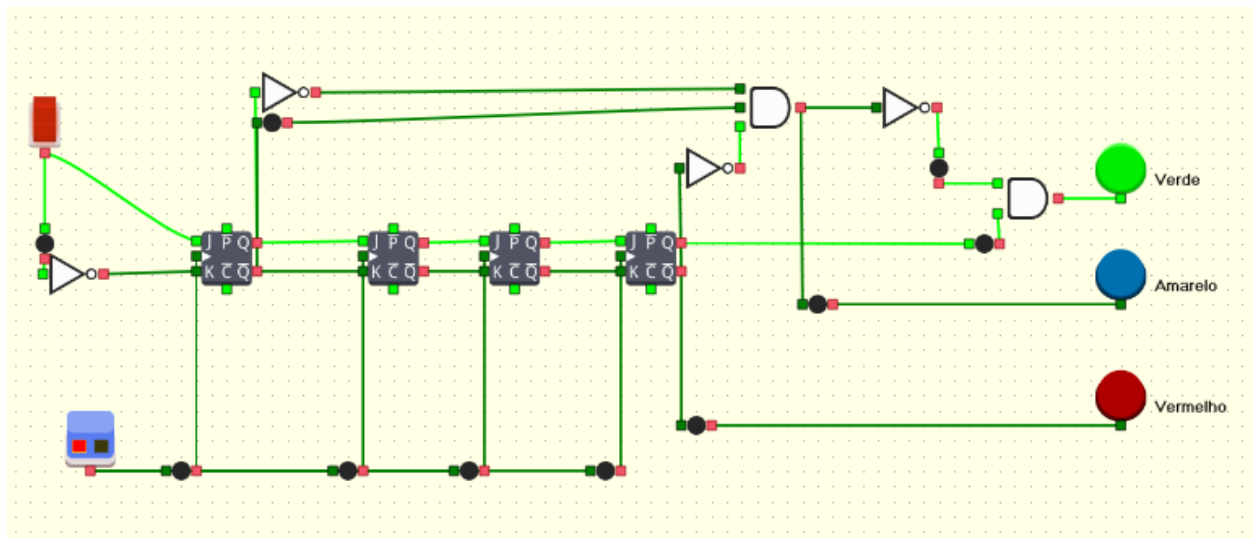 J P Q
K C̅ Q̅
J P Q
K C̅ Q̅
J P Q
K C̅ Q̅
J P Q
K C̅ Q̅
Verde
Amarelo
Vermelho